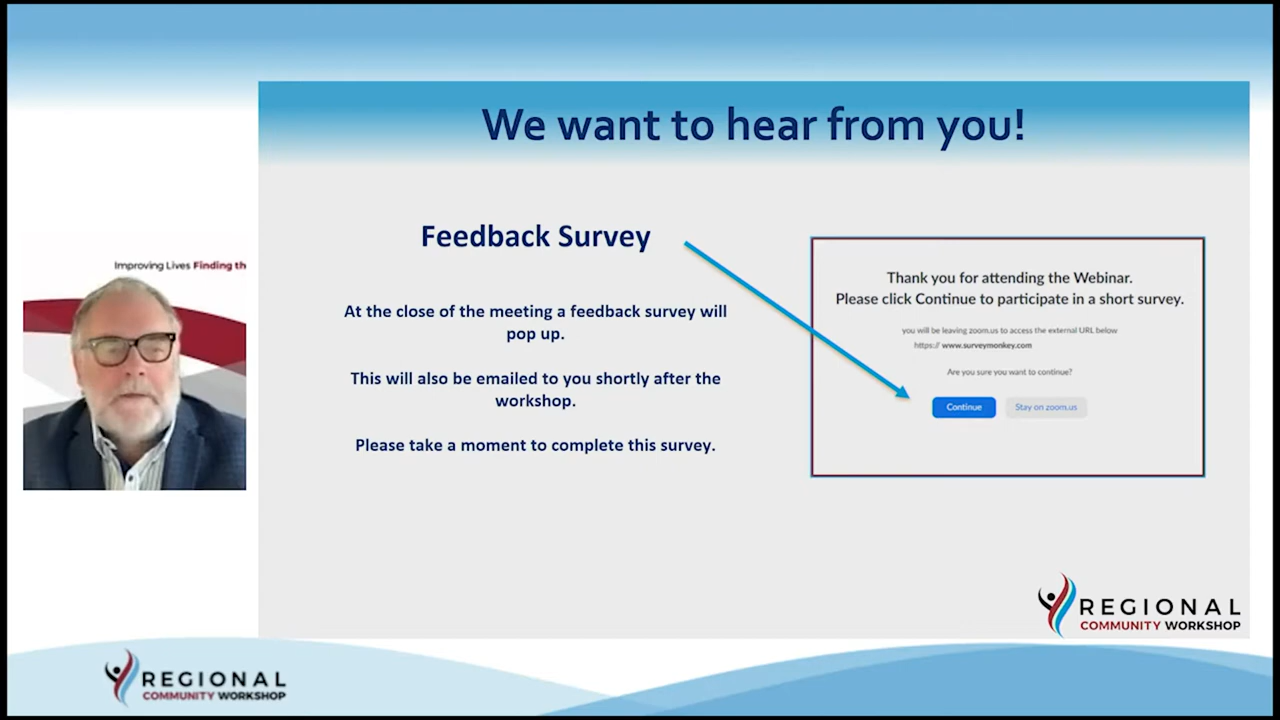 We want to hear from you!
Improving Lives Finding th
Feedback Survey
At the close of the meeting a feedback survey will
pop up.
This will also be emailed to you shortly after the
workshop.
Please take a moment to complete this survey.
Thank you for attending the Webinar.
Please click Continue to participate in a short survey.
you will be leaving zoom.us to access the external URL below
https:// www.surveymonkey.com
Are you sure you want to continue?
Continue Stay on zoom.us
REGIONAL
COMMUNITY WORKSHOP
REGIONAL
COMMUNITY WORKSHOP